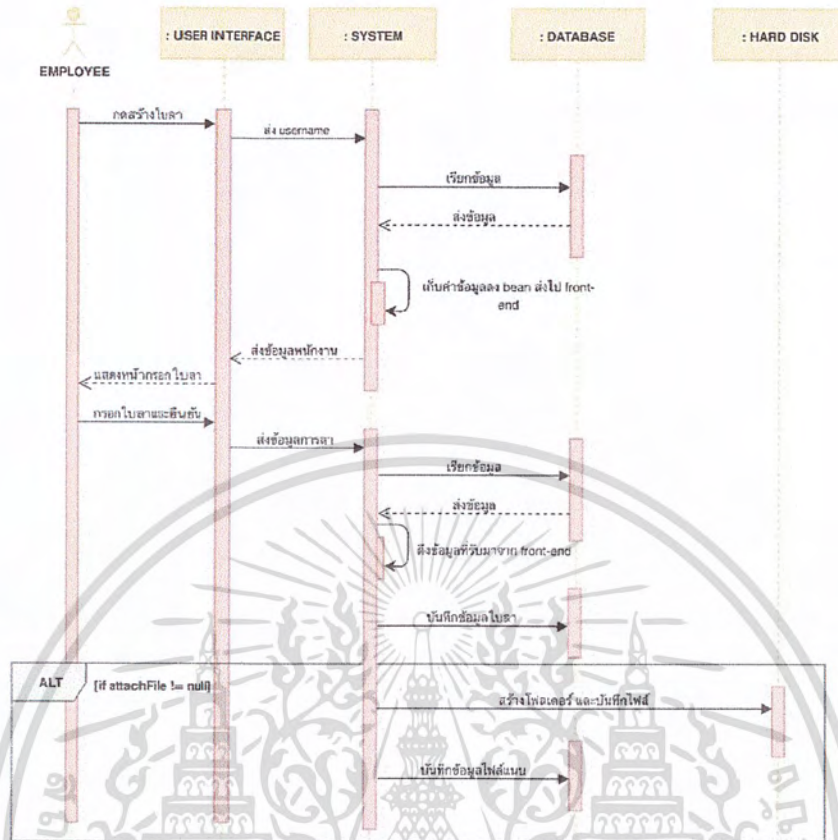 : USER INTERFACE
: SYSTEM
: DATABASE
: HARD DISK
EMPLOYEE
กดสร้างใบลา
ส่ง username
เรียกข้อมูล
ส่งข้อมูล
เก็บค่าข้อมูลลง bean ส่งไป front-
end
ส่งข้อมูลพนักงาน
แสดงหน้ากรอกใบลา
กรอกใบลาและยืนยัน
ส่งข้อมูลการลา
เรียกข้อมูล
ส่งข้อมูล
ดึงข้อมูลที่รับมาจาก front-end
บันทึกข้อมูลใบลา
ALT
[if attachFile != null]
สร้างโฟลเดอร์ และบันทึกไฟล์
บันทึกข้อมูลไฟล์แนบ